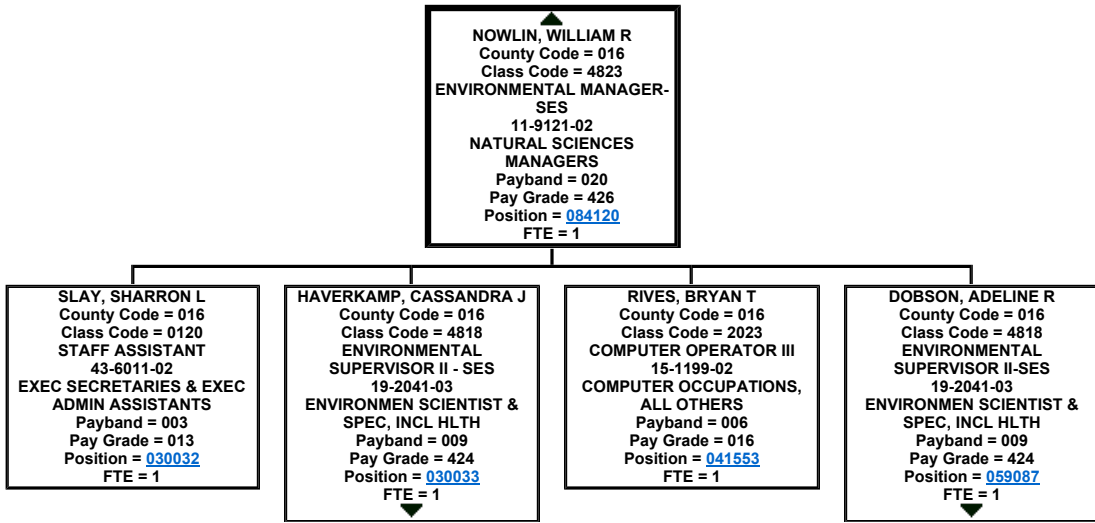 NOWLIN, WILLIAM R
County Code = 016
Class Code = 4823
ENVIRONMENTAL MANAGER-
SES
11-9121-02
NATURAL SCIENCES
MANAGERS
Payband = 020
Pay Grade = 426
Position = 084120
FTE = 1
SLAY, SHARRON L
County Code = 016
Class Code = 0120
STAFF ASSISTANT
43-6011-02
EXEC SECRETARIES & EXEC
ADMIN ASSISTANTS
Payband = 003
Pay Grade = 013
Position = 030032
FTE = 1
HAVERKAMP, CASSANDRA J
County Code = 016
Class Code = 4818
ENVIRONMENTAL
SUPERVISOR II - SES
19-2041-03
ENVIRONMEN SCIENTIST &
SPEC, INCL HLTH
Payband = 009
Pay Grade = 424
Position = 030033
FTE = 1
RIVES, BRYAN T
County Code = 016
Class Code = 2023
COMPUTER OPERATOR III
15-1199-02
COMPUTER OCCUPATIONS,
ALL OTHERS
Payband = 006
Pay Grade = 016
Position = 041553
FTE = 1
DOBSON, ADELINE R
County Code = 016
Class Code = 4818
ENVIRONMENTAL
SUPERVISOR II-SES
19-2041-03
ENVIRONMEN SCIENTIST &
SPEC, INCL HLTH
Payband = 009
Pay Grade = 424
Position = 059087
FTE = 1